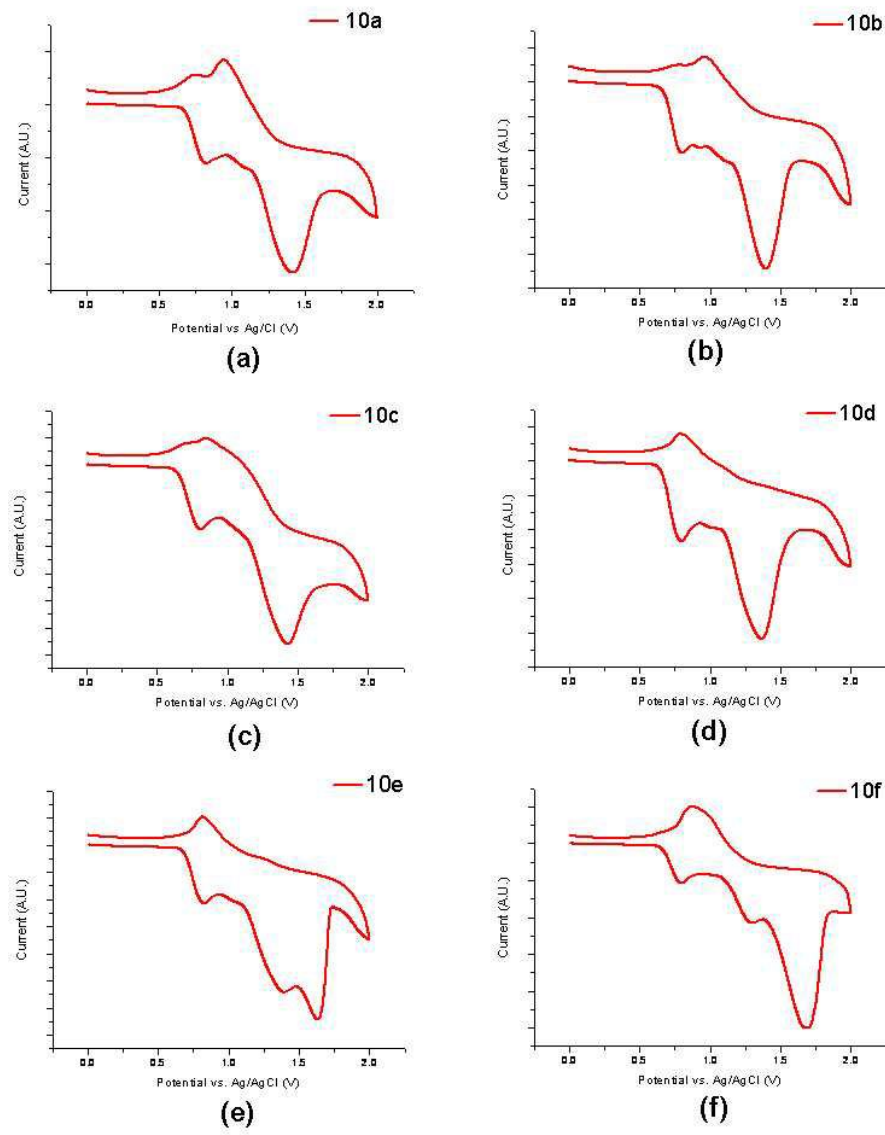 10a
Current (A.U.)
0.0 0.5 1.0 1.5 2.0
Potential vs Ag/Cl (V)
(a)
10b
Current (A.U.)
0.0 0.5 1.0 1.5 2.0
Potential vs. Ag/AgCl (V)
(b)
10c
Current (A.U.)
0.0 0.5 1.0 1.5 2.0
Potential vs. Ag/AgCl (V)
(c)
10d
Current (A.U.)
0.0 0.5 1.0 1.5 2.0
Potential vs. Ag/AgCl (V)
(d)
10e
Current (A.U.)
0.0 0.5 1.0 1.5 2.0
Potential vs. Ag/AgCl (V)
(e)
10f
Current (A.U.)
0.0 0.5 1.0 1.5 2.0
Potential vs. Ag/AgCl (V)
(f)